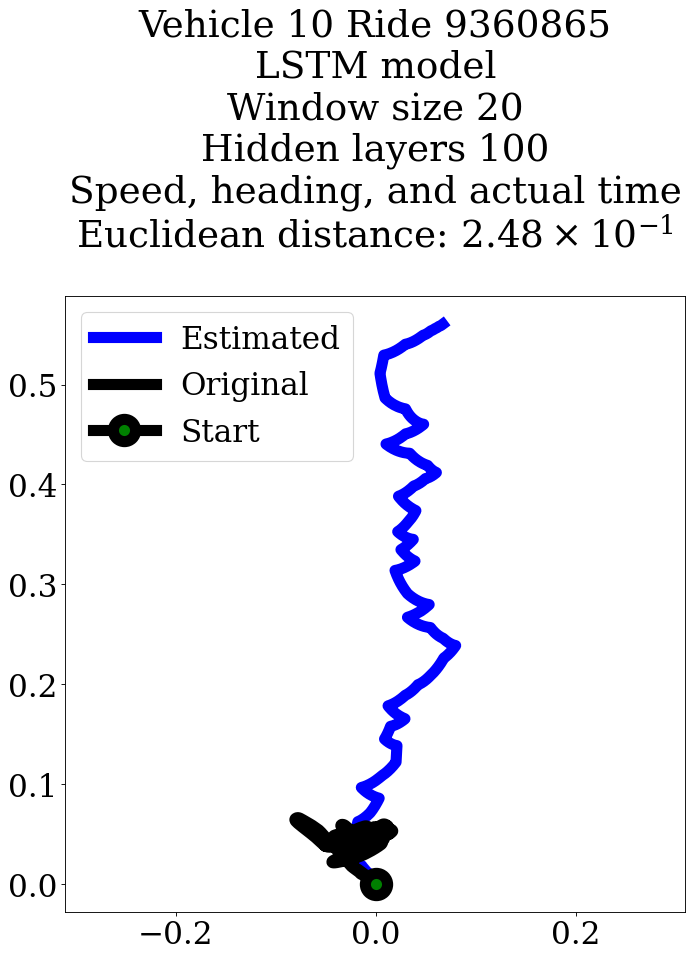 Vehicle 10 Ride 9360865
LSTM model
Window size 20
Hidden layers 100
Speed, heading, and actual time
Euclidean distance: 2.48 × 10⁻¹
Estimated
Original
Start
0.5
0.4
0.3
0.2
0.1
0.0
−0.2 0.0 0.2